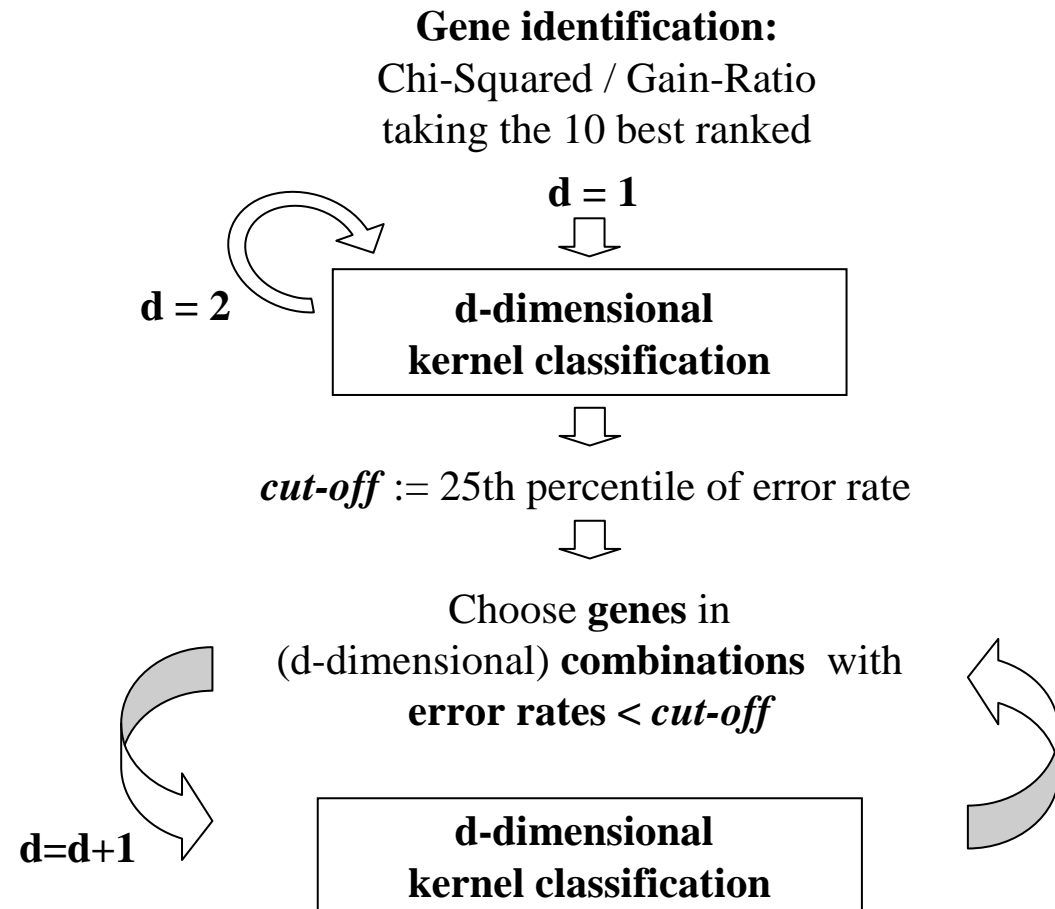 Gene identification:
Chi-Squared / Gain-Ratio
taking the 10 best ranked
d = 1
d = 2
d-dimensional
kernel classification
cut-off := 25th percentile of error rate
Choose genes in
(d-dimensional) combinations with
error rates < cut-off
d=d+1
d-dimensional
kernel classification